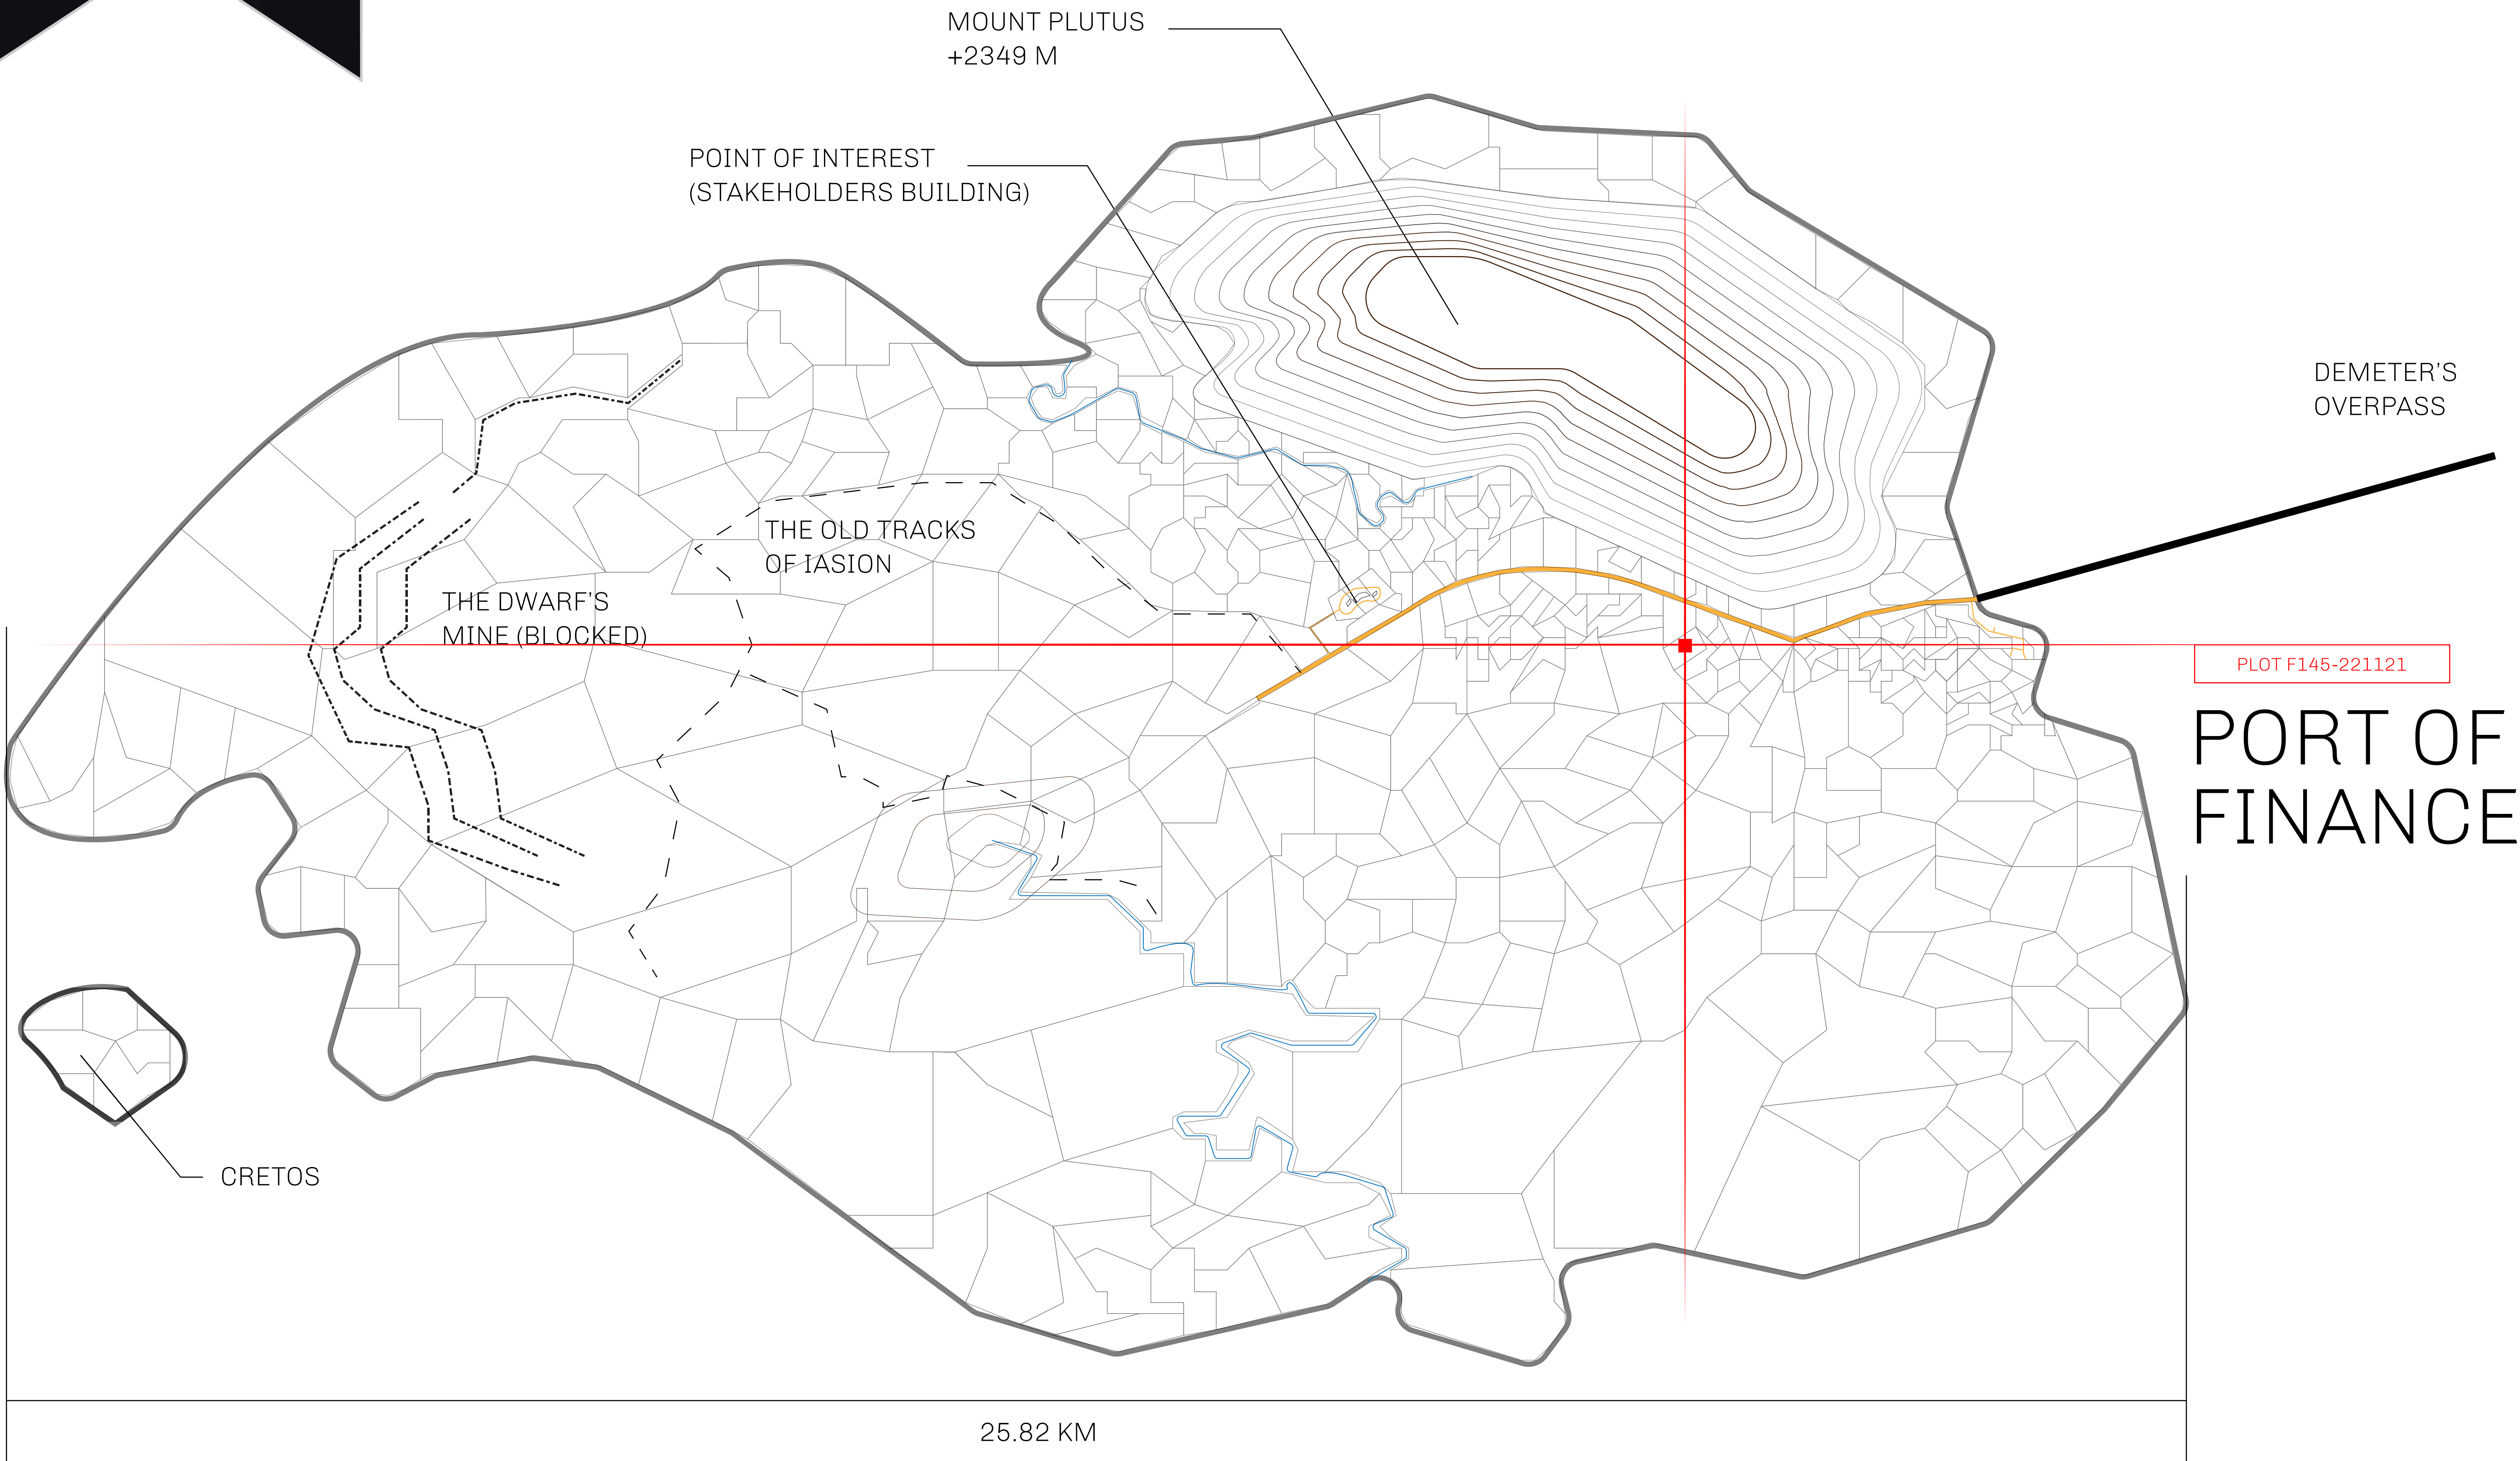 MOUNT PLUTUS
+2349 M
POINT OF INTEREST
(STAKEHOLDERS BUILDING)
DEMETER'S
OVERPASS
THE OLD TRACKS
OF IASION
THE DWARF'S
MINE (BLOCKED)
PLOT F145-221121
PORT OF
FINANCE
CRETOS
25.82 KM